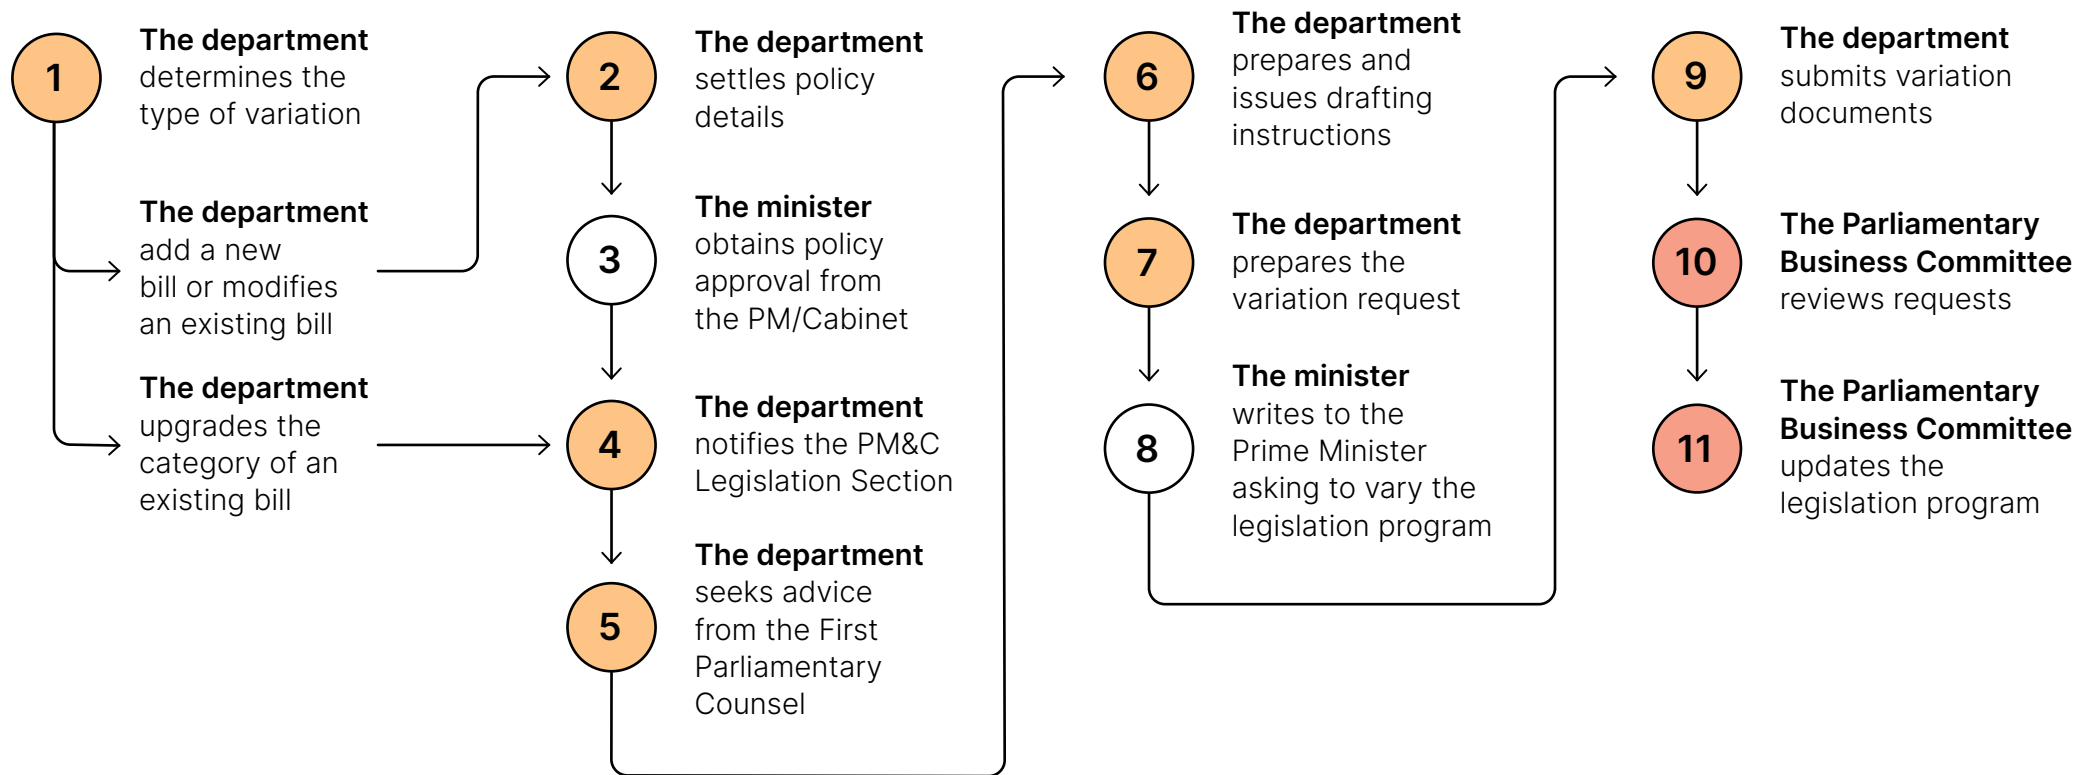 1
The department
determines the
type of variation
The department
add a new
bill or modifies
an existing bill
The department
upgrades the
category of an
existing bill
2
The department
settles policy
details
3
The minister
obtains policy
approval from
the PM/Cabinet
4
The department
notifies the PM&C
Legislation Section
5
The department
seeks advice
from the First
Parliamentary
Counsel
6
The department
prepares and
issues drafting
instructions
7
The department
prepares the
variation request
8
The minister
writes to the
Prime Minister
asking to vary the
legislation program
9
The department
submits variation
documents
10
The Parliamentary
Business Committee
reviews requests
11
The Parliamentary
Business Committee
updates the
legislation program